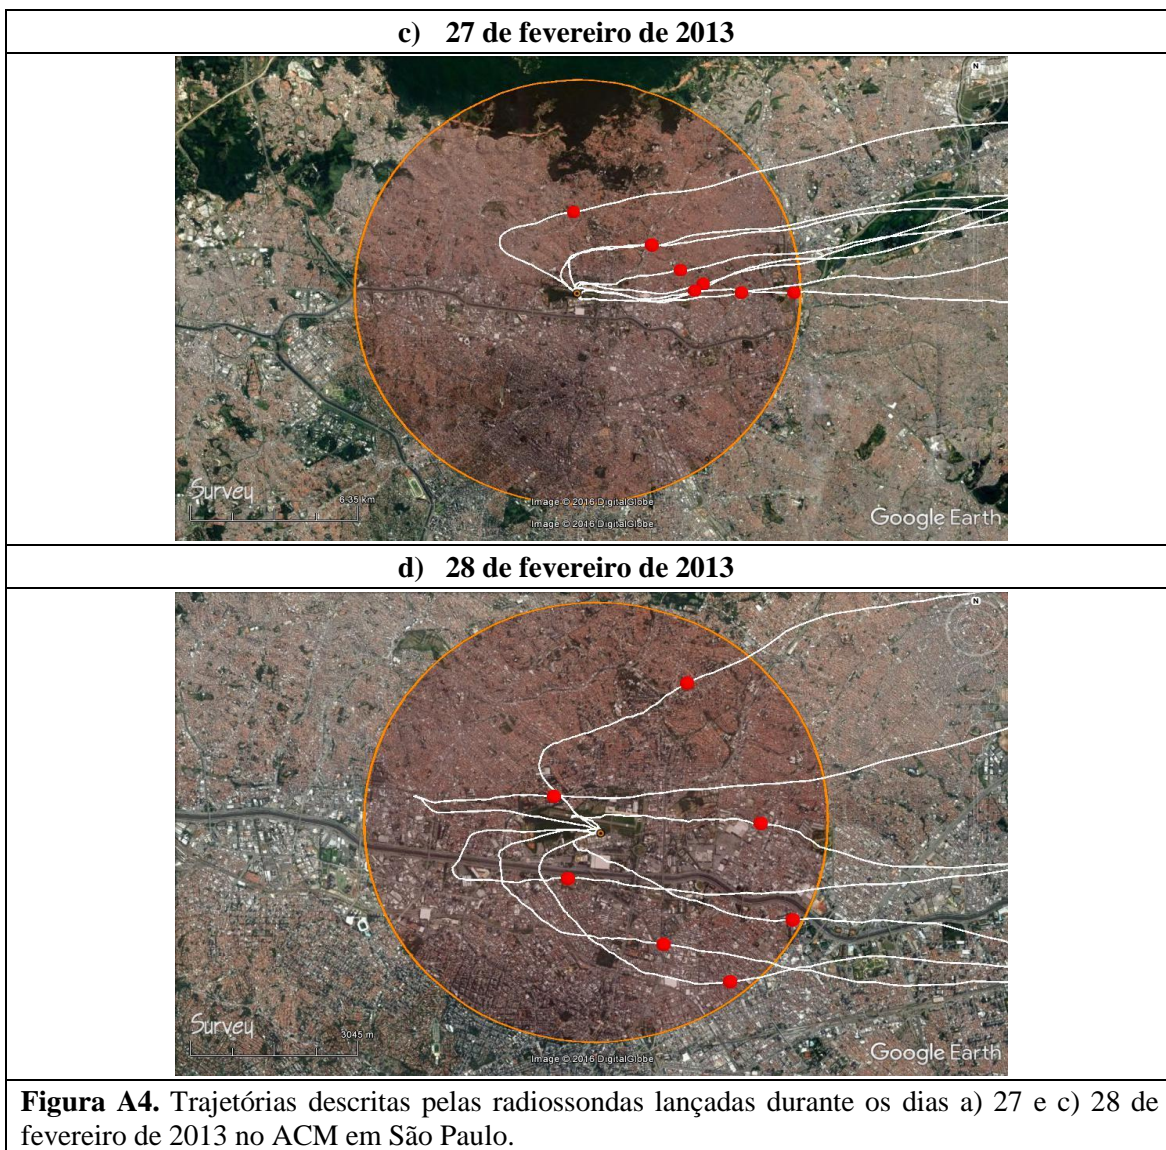 c) 27 de fevereiro de 2013
N
Survey
6.35 km
Image © 2016 DigitalGlobe
Image © 2016 DigitalGlobe
Google Earth
d) 28 de fevereiro de 2013
N
Survey
3045 m
Image © 2016 DigitalGlobe
Google Earth
Figura A4. Trajetórias descritas pelas radiossondas lançadas durante os dias a) 27 e c) 28 de
fevereiro de 2013 no ACM em São Paulo.